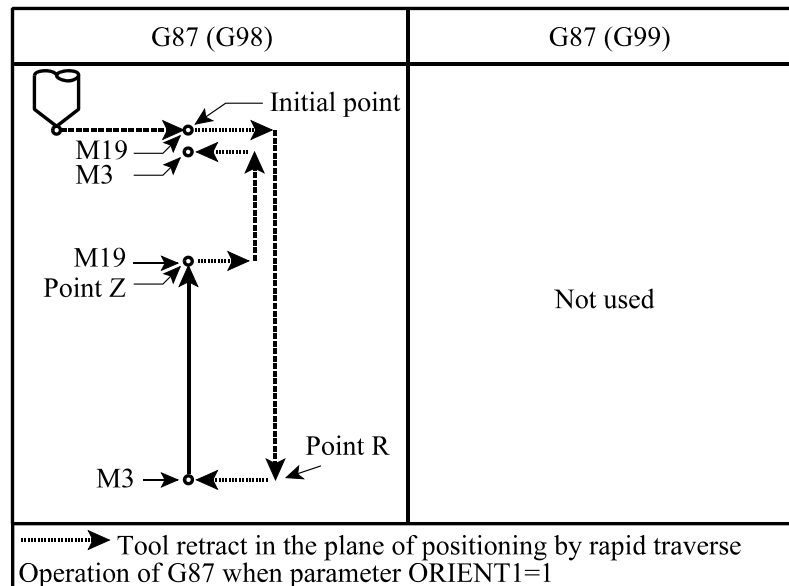 G87 (G98)
G87 (G99)
Initial point
M19
M3
M19
Point Z
Not used
Point R
M3
Tool retract in the plane of positioning by rapid traverse
Operation of G87 when parameter ORIENT1=1